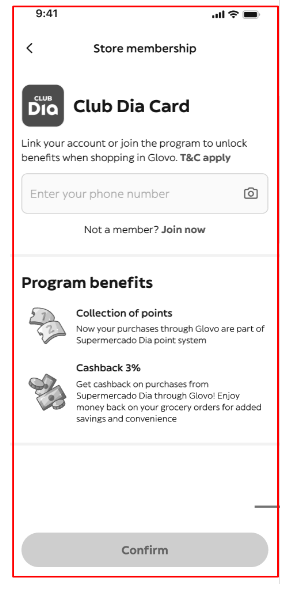 9:41
Store membership
CLUB
Dia
Club Dia Card
Link your account or join the program to unlock
benefits when shopping in Glovo. T&C apply
Enter your phone number
Not a member? Join now
Program benefits
Collection of points
Now your purchases through Glovo are part of
Supermercado Dia point system
Cashback 3%
Get cashback on purchases from
Supermercado Dia through Glovo! Enjoy
money back on your grocery orders for added
savings and convenience
Confirm